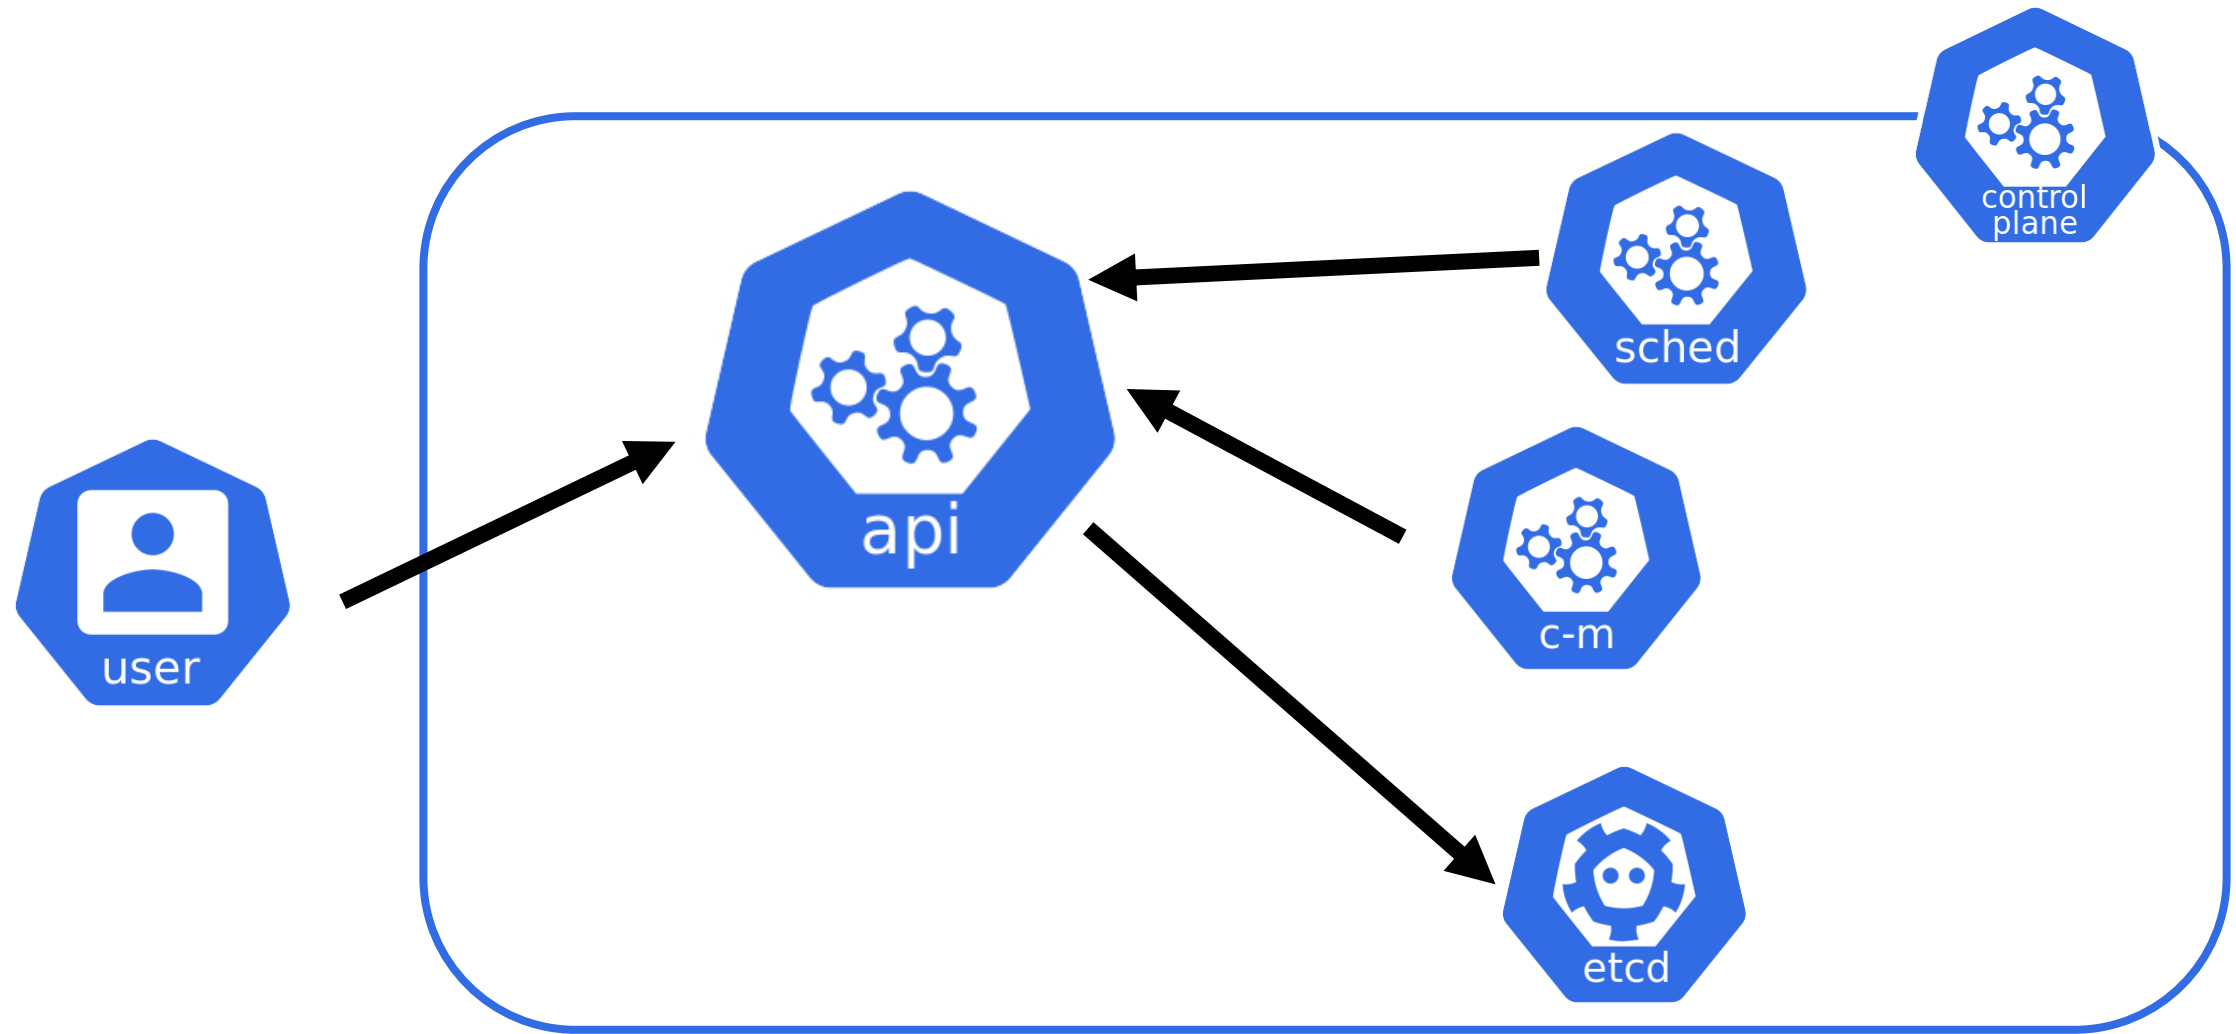 control
plane
sched
api
c-m
user
etcd